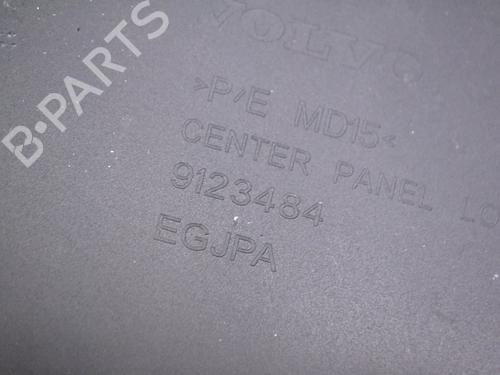 VOLVO
>P/E MD15<
CENTER PANEL
9123484
EGJPA
B-PARTS